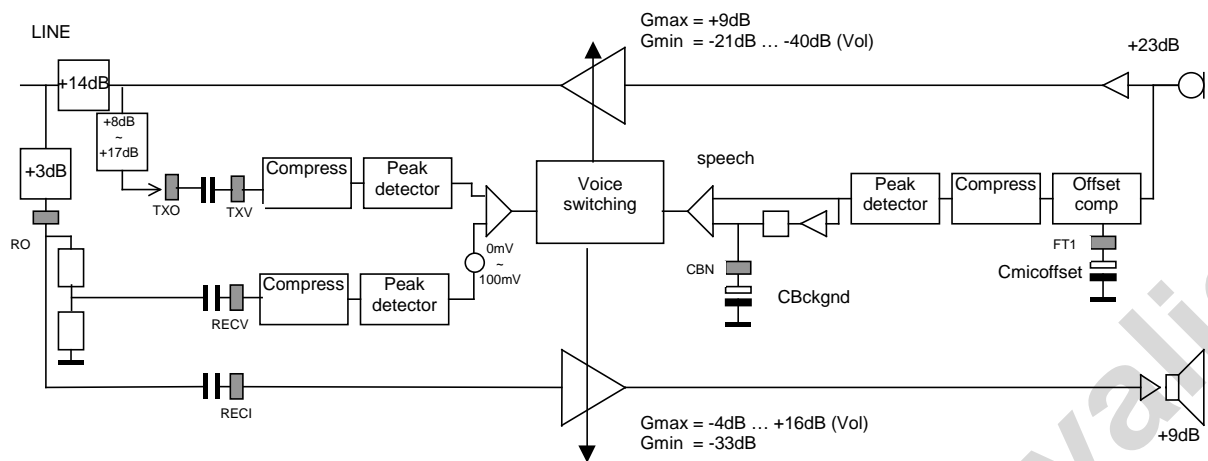 Gmax = +9dB
Gmin = -21dB … -40dB (Vol)
LINE
+23dB
+14dB
+8dB
~
+17dB
+3dB
Compress
Peak
detector
Voice
switching
speech
Peak
detector
Compress
Offset
comp
TXO
TXV
RO
0mV
~
100mV
CBN
FT1
Cmicoffset
CBckgnd
Compress
Peak
detector
RECV
RECI
Gmax = -4dB … +16dB (Vol)
Gmin = -33dB
+9dB